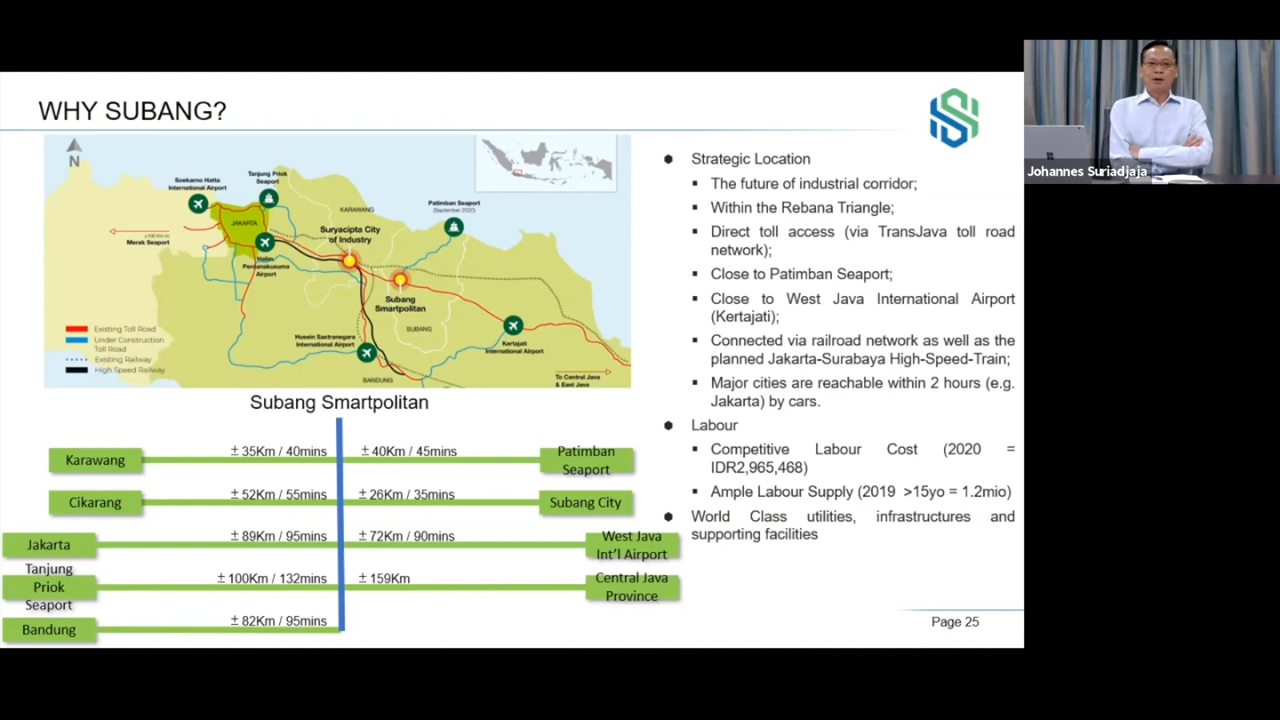 WHY SUBANG?
N
Soekarno Hatta
International Airport
Tanjung Priok
Seaport
KARAWANG
Patimban Seaport
(September 2020)
JAKARTA
Suryacipta City
of Industry
Merak Seaport
Halim
Perdanakusuma
Airport
Subang
Smartpolitan
SUBANG
Existing Toll Road
Under Construction
Toll Road
Existing Railway
High Speed Railway
Husein Sastranegara
International Airport
Kertajati
International Airport
BANDUNG
To Central Java
& East Java
Subang Smartpolitan
Karawang
± 35Km / 40mins
± 40Km / 45mins
Patimban
Seaport
Cikarang
± 52Km / 55mins
± 26Km / 35mins
Subang City
Jakarta
± 89Km / 95mins
± 72Km / 90mins
West Java
Int'l Airport
Tanjung
Priok
Seaport
± 100Km / 132mins
± 159Km
Central Java
Province
Bandung
± 82Km / 95mins
● Strategic Location
▪ The future of industrial corridor;
▪ Within the Rebana Triangle;
▪ Direct toll access (via TransJava toll road
network);
▪ Close to Patimban Seaport;
▪ Close to West Java International Airport
(Kertajati);
▪ Connected via railroad network as well as the
planned Jakarta-Surabaya High-Speed-Train;
▪ Major cities are reachable within 2 hours (e.g.
Jakarta) by cars.
● Labour
▪ Competitive Labour Cost (2020 =
IDR2,965,468)
▪ Ample Labour Supply (2019 >15yo = 1.2mio)
● World Class utilities, infrastructures and
supporting facilities
Page 25
Johannes Suriadjaja